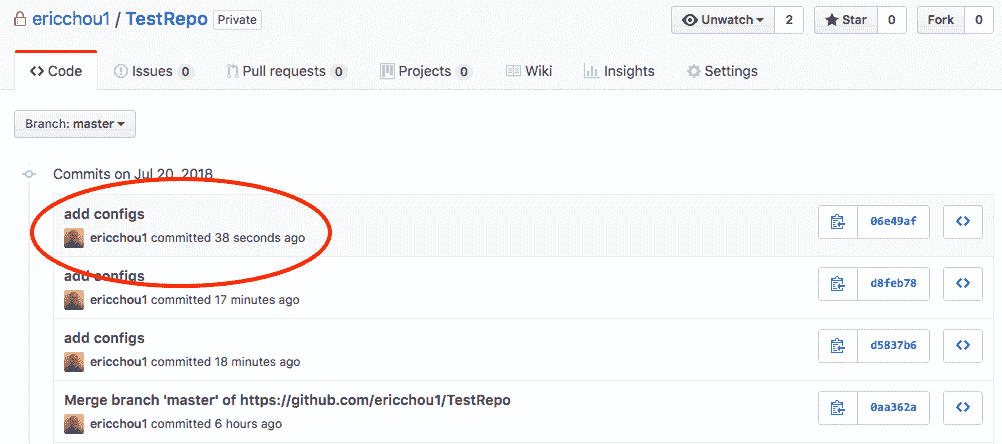 ericchou1 / TestRepo Private Unwatch 2 Star 0 Fork 0
Code Issues 0 Pull requests 0 Projects 0 Wiki Insights Settings
Branch: master
Commits on Jul 20, 2018
add configs
ericchou1 committed 38 seconds ago
06e49af
add configs
ericchou1 committed 17 minutes ago
d8feb78
add configs
ericchou1 committed 18 minutes ago
d5837b6
Merge branch 'master' of https://github.com/ericchou1/TestRepo
ericchou1 committed 6 hours ago
0aa362a